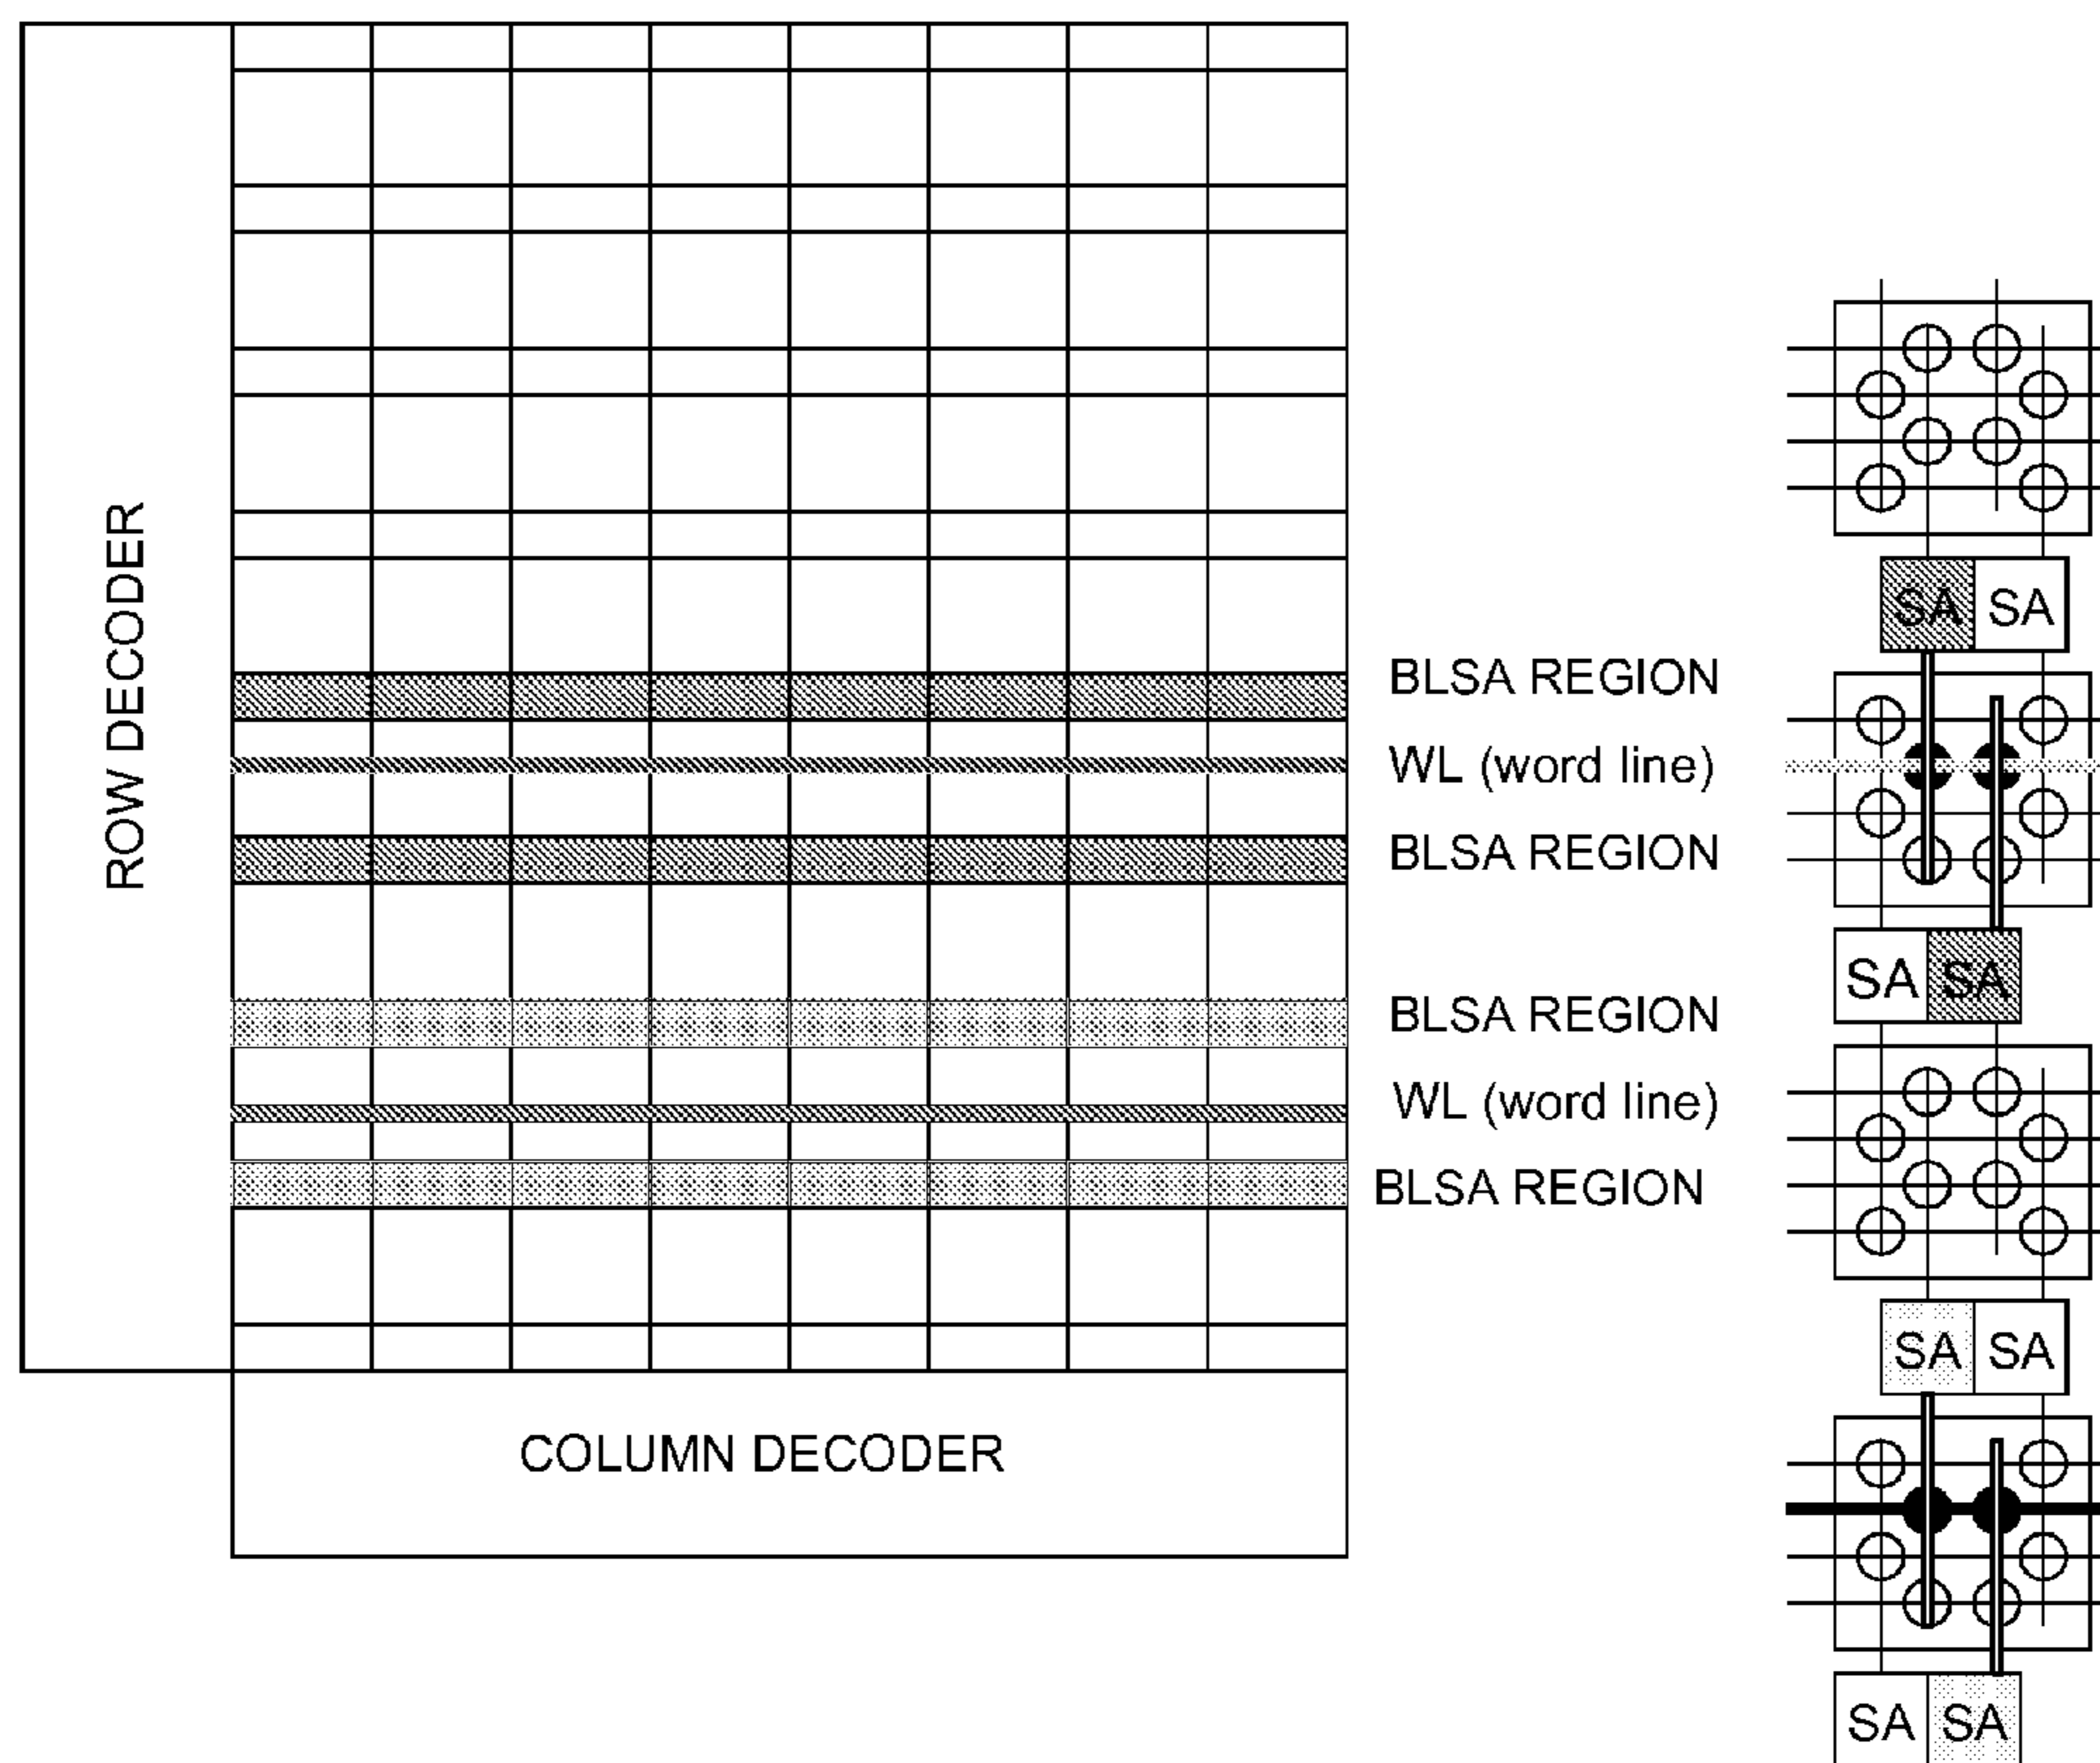 ROW DECODER
BLSA REGION
WL (word line)
BLSA REGION
BLSA REGION
WL (word line)
BLSA REGION
COLUMN DECODER
SA SA
SA SA
SA SA
SA SA